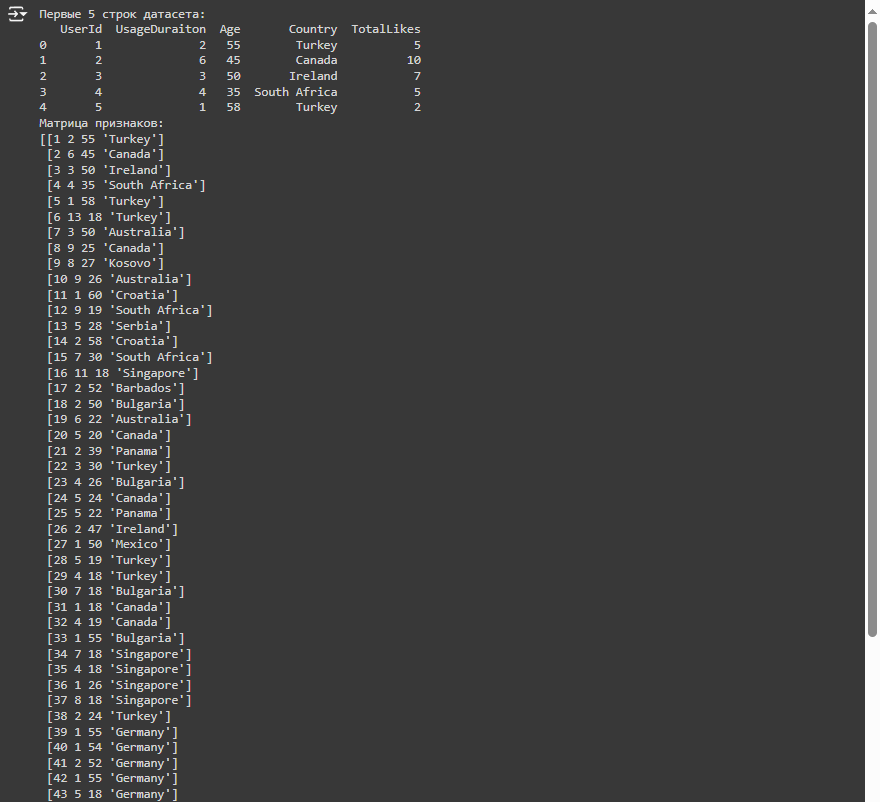 Первые 5 строк датасета:
UserId UsageDuraiton Age Country TotalLikes
0 1 2 55 Turkey 5
1 2 6 45 Canada 10
2 3 3 50 Ireland 7
3 4 4 35 South Africa 5
4 5 1 58 Turkey 2
Матрица признаков:
[[1 2 55 'Turkey']
[2 6 45 'Canada']
[3 3 50 'Ireland']
[4 4 35 'South Africa']
[5 1 58 'Turkey']
[6 13 18 'Turkey']
[7 3 50 'Australia']
[8 9 25 'Canada']
[9 8 27 'Kosovo']
[10 9 26 'Australia']
[11 1 60 'Croatia']
[12 9 19 'South Africa']
[13 5 28 'Serbia']
[14 2 58 'Croatia']
[15 7 30 'South Africa']
[16 11 18 'Singapore']
[17 2 52 'Barbados']
[18 2 50 'Bulgaria']
[19 6 22 'Australia']
[20 5 20 'Canada']
[21 2 39 'Panama']
[22 3 30 'Turkey']
[23 4 26 'Bulgaria']
[24 5 24 'Canada']
[25 5 22 'Panama']
[26 2 47 'Ireland']
[27 1 50 'Mexico']
[28 5 19 'Turkey']
[29 4 18 'Turkey']
[30 7 18 'Bulgaria']
[31 1 18 'Canada']
[32 4 19 'Canada']
[33 1 55 'Bulgaria']
[34 7 18 'Singapore']
[35 4 18 'Singapore']
[36 1 26 'Singapore']
[37 8 18 'Singapore']
[38 2 24 'Turkey']
[39 1 55 'Germany']
[40 1 54 'Germany']
[41 2 52 'Germany']
[42 1 55 'Germany']
[43 5 18 'Germany']